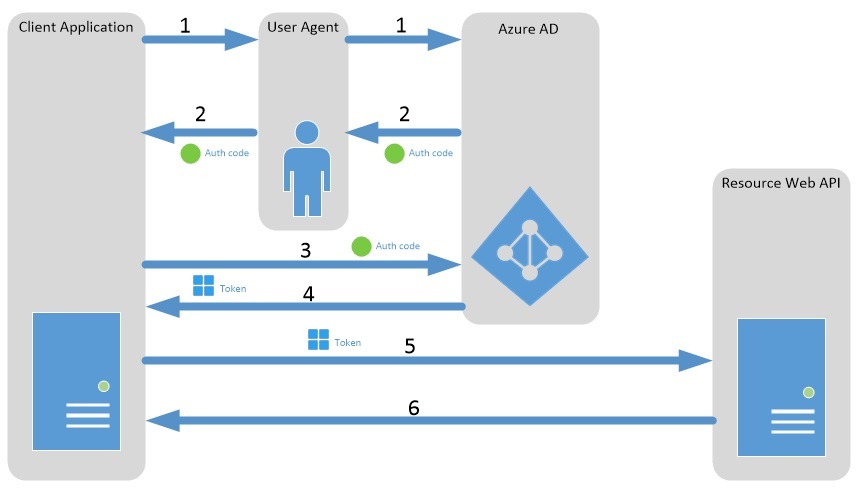 Client Application
1
User Agent
1
Azure AD
2
Auth code
2
Auth code
Resource Web API
3
Auth code
Token
4
Token
5
6